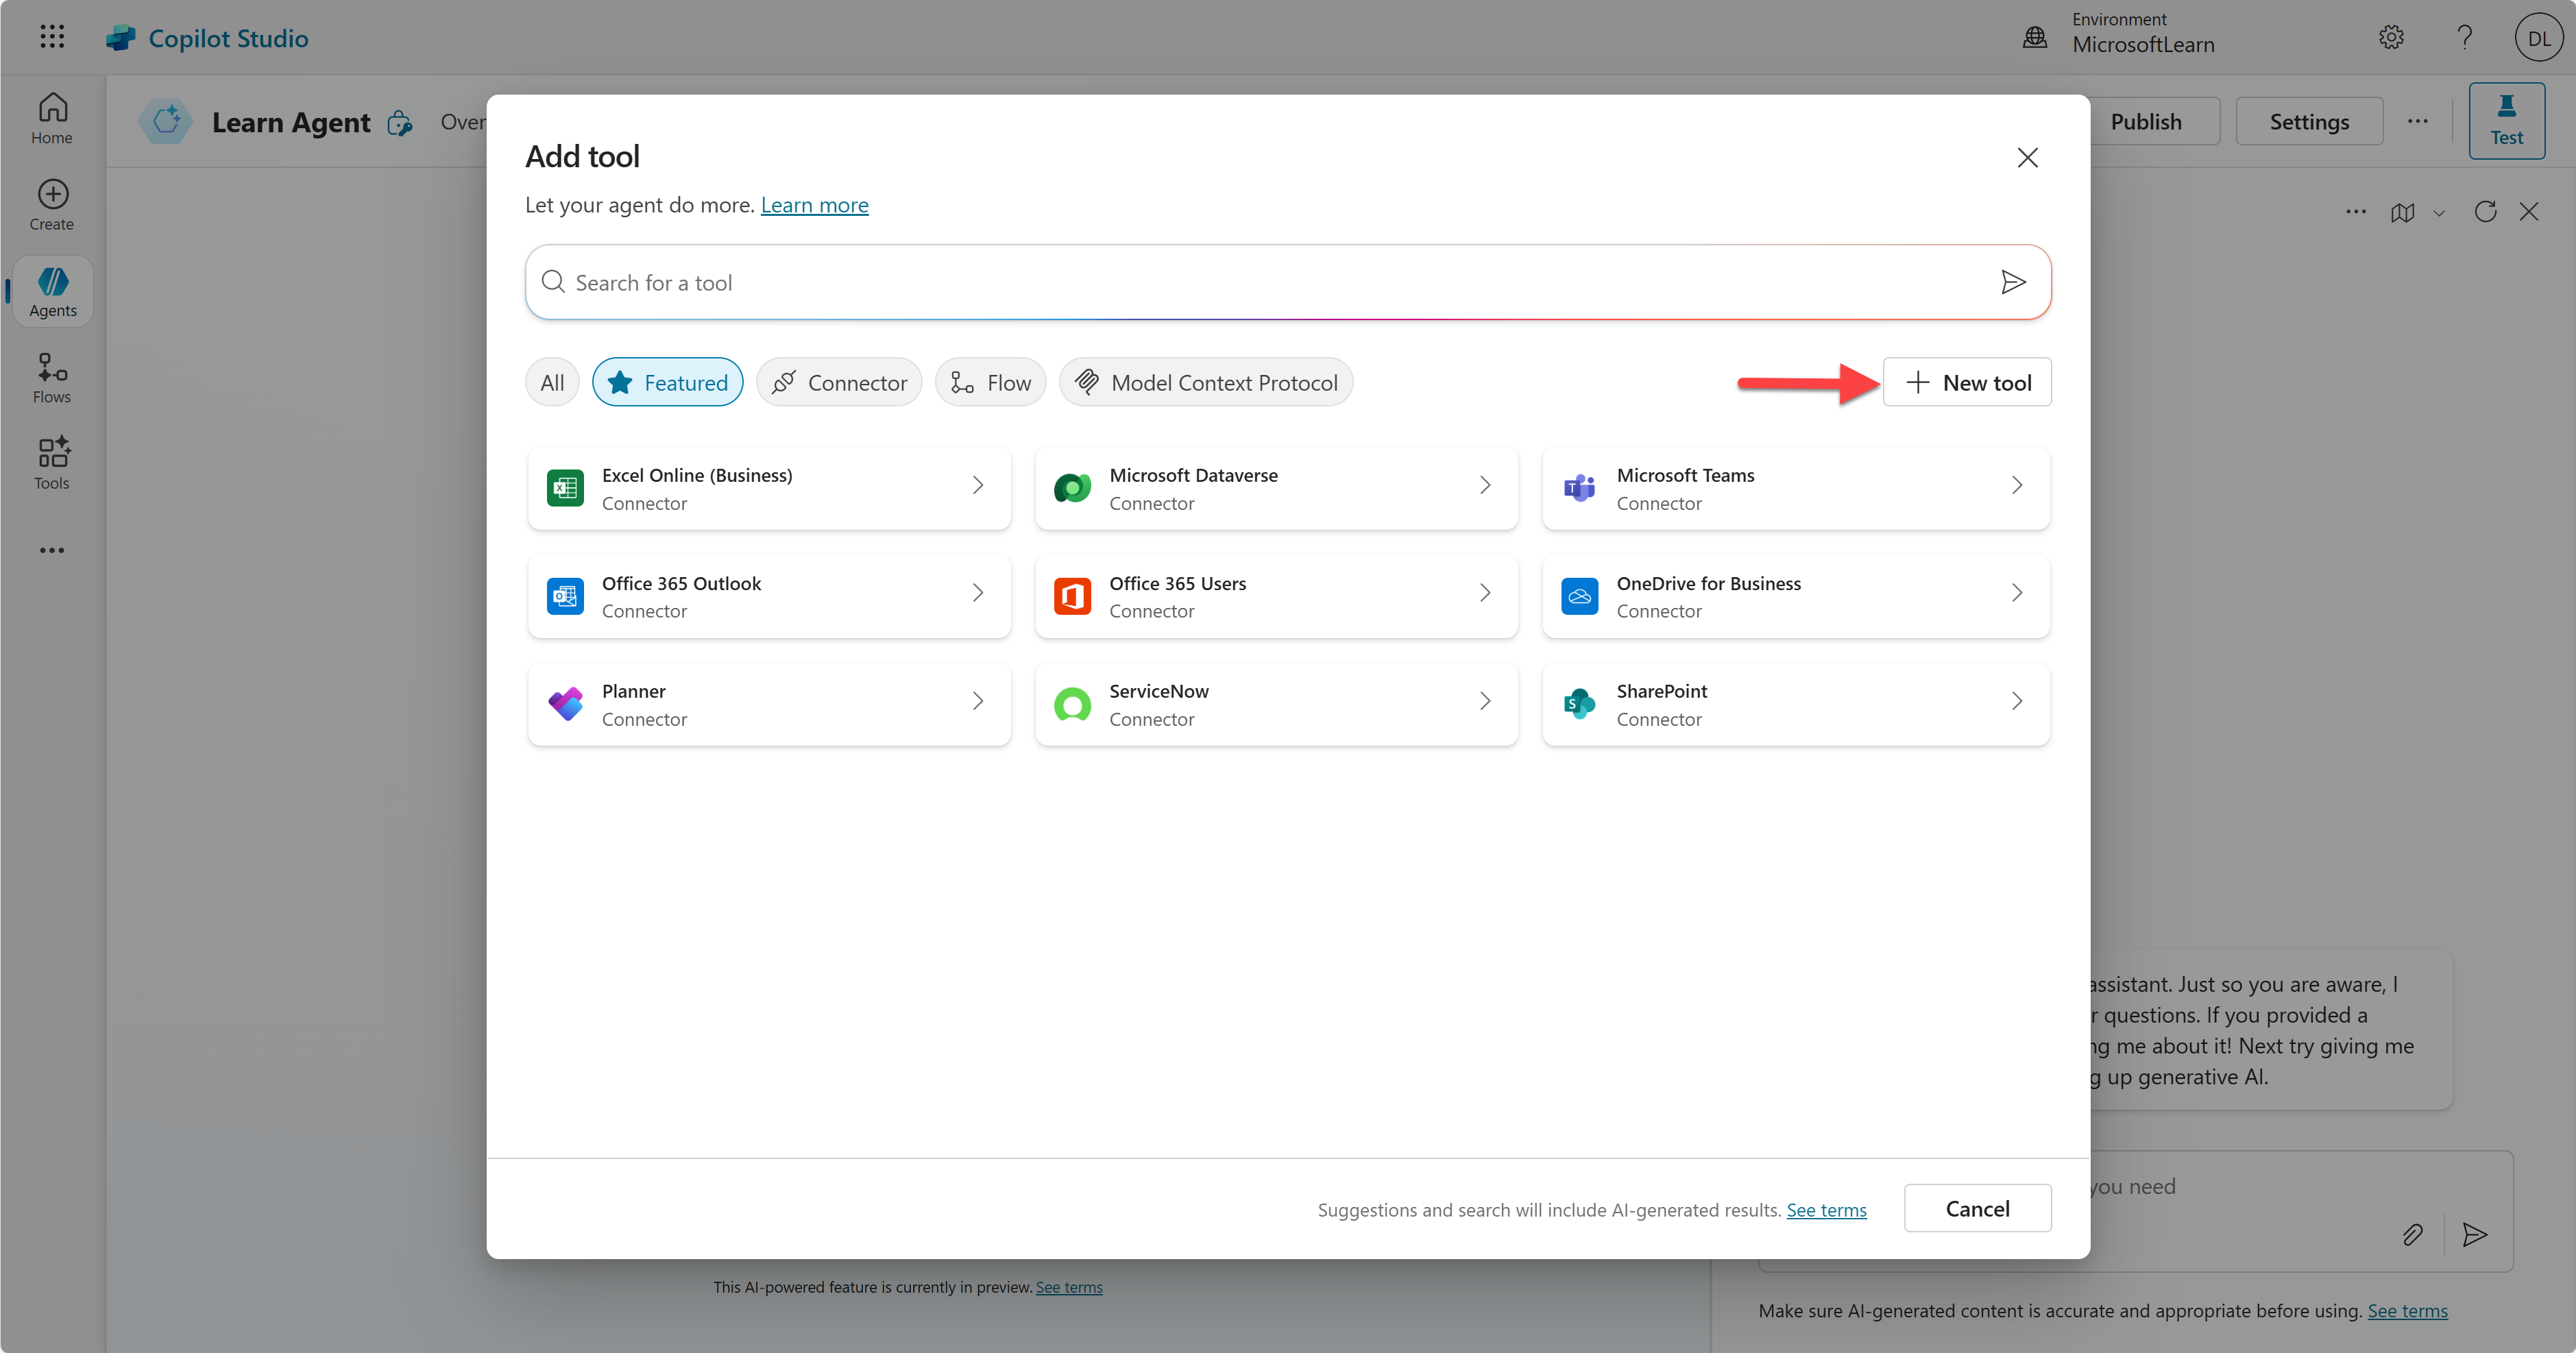 Copilot Studio
Environment
MicrosoftLearn
DL
Home
Create
Agents
Flows
Tools
Learn Agent
Over
Publish
Settings
Test
Add tool
Let your agent do more. Learn more
Search for a tool
All
Featured
Connector
Flow
Model Context Protocol
New tool
Excel Online (Business)
Connector
Microsoft Dataverse
Connector
Microsoft Teams
Connector
Office 365 Outlook
Connector
Office 365 Users
Connector
OneDrive for Business
Connector
Planner
Connector
ServiceNow
Connector
SharePoint
Connector
Suggestions and search will include AI-generated results. See terms
Cancel
assistant. Just so you are aware, I
r questions. If you provided a
ng me about it! Next try giving me
g up generative AI.
you need
This AI-powered feature is currently in preview. See terms
Make sure AI-generated content is accurate and appropriate before using. See terms